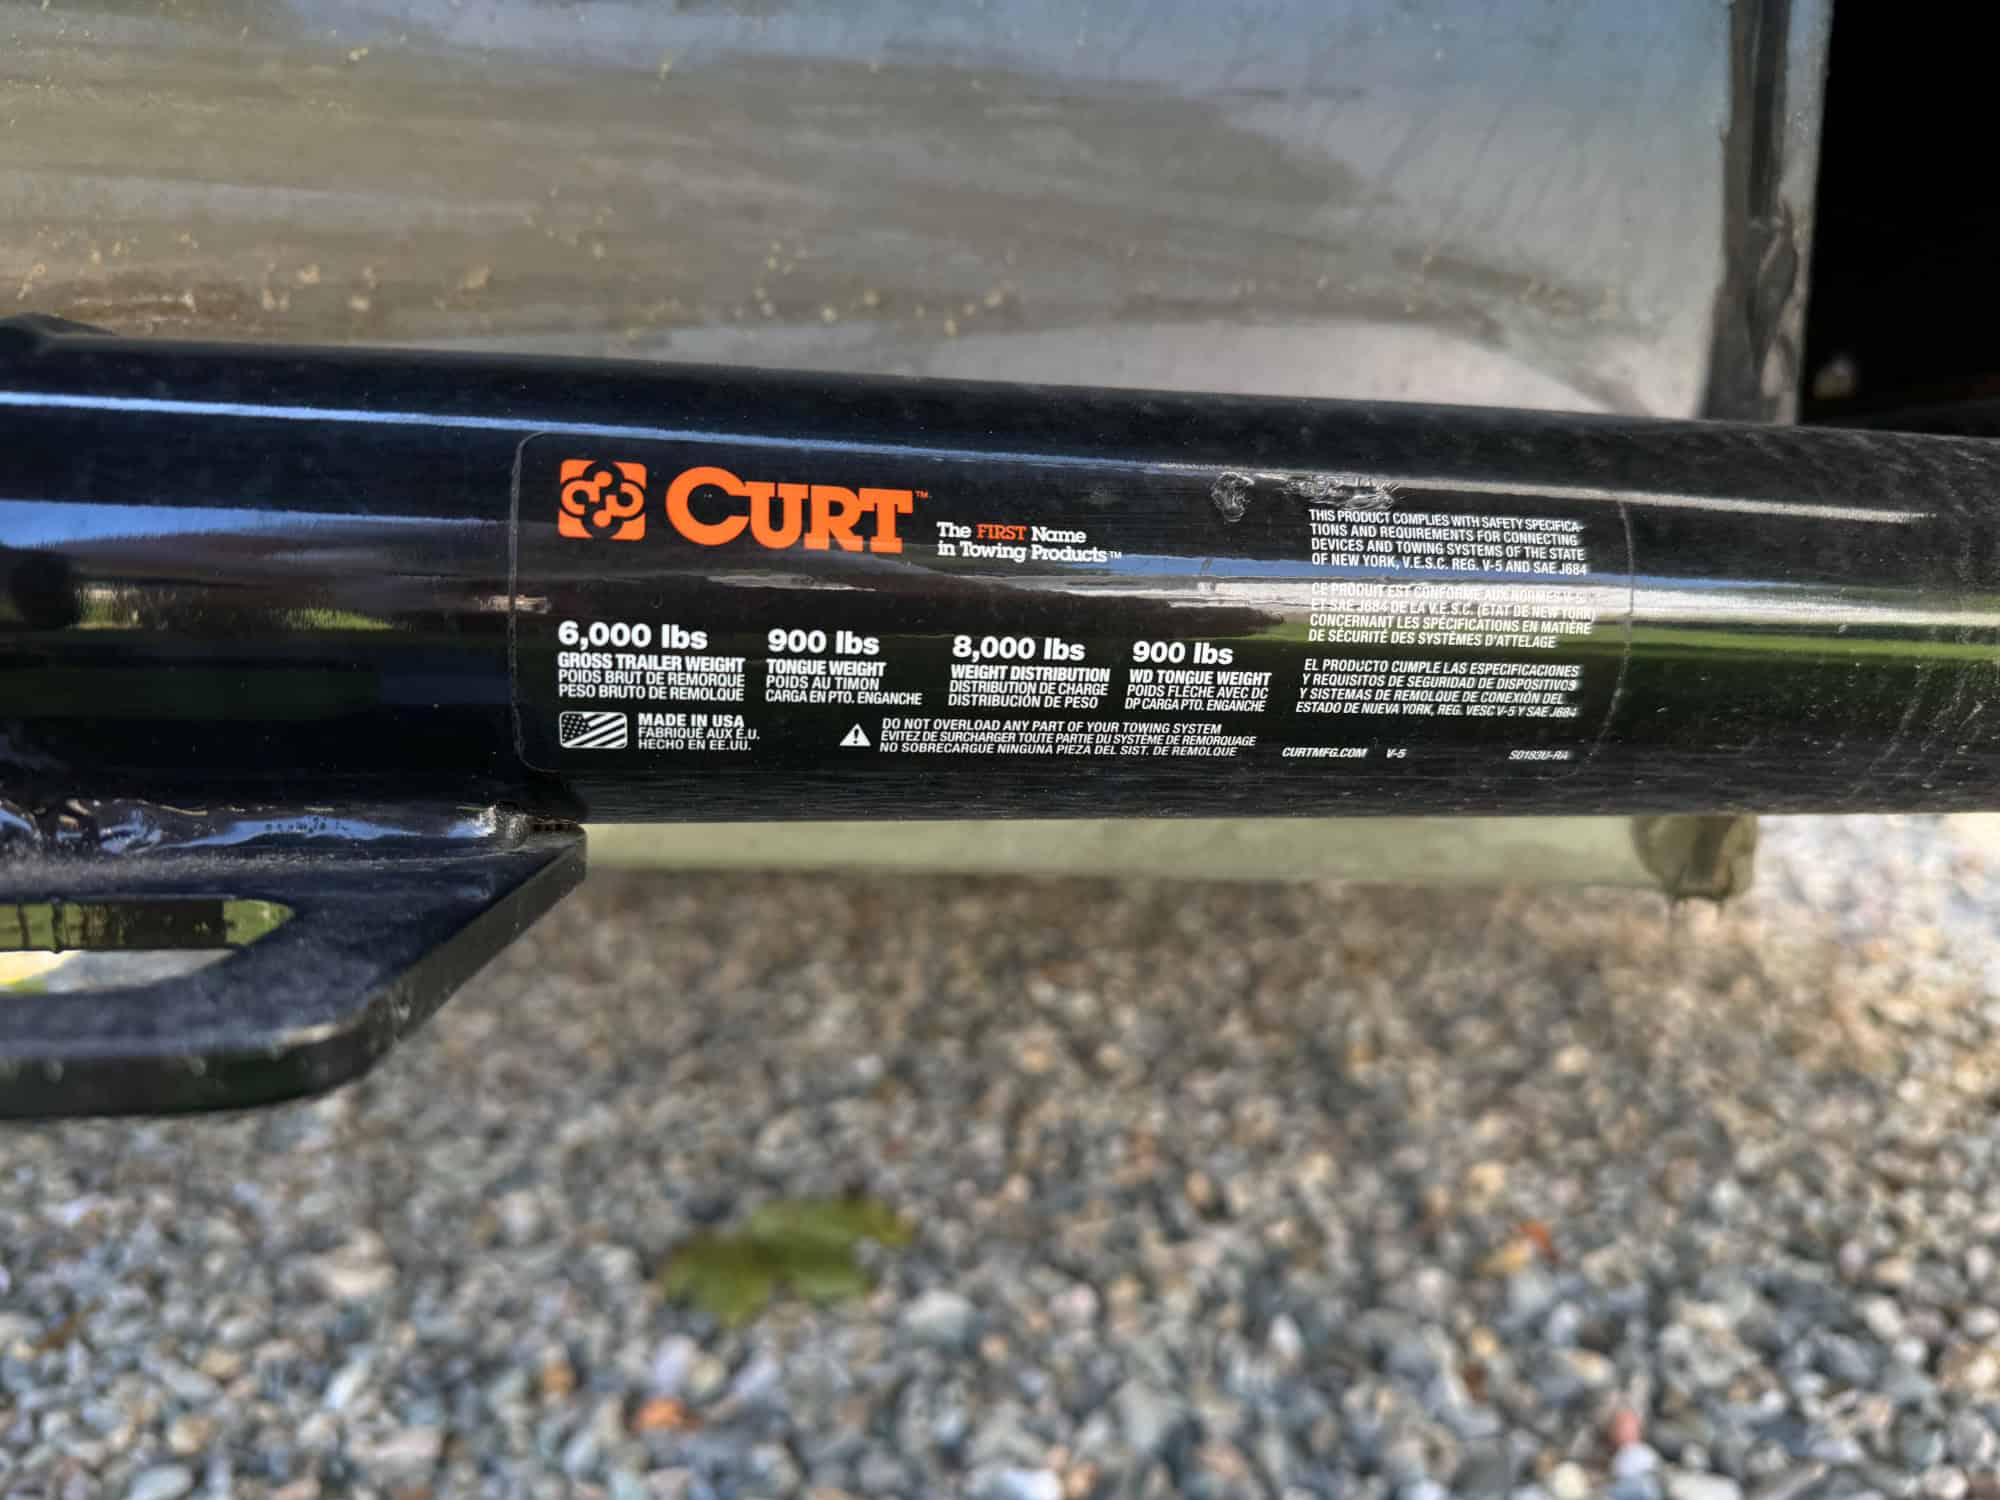 CURT™
The FIRST Name
in Towing Products™
6,000 lbs
GROSS TRAILER WEIGHT
POIDS BRUT DE REMORQUE
PESO BRUTO DE REMOLQUE
900 lbs
TONGUE WEIGHT
POIDS AU TIMON
CARGA EN PTO. ENGANCHE
8,000 lbs
WEIGHT DISTRIBUTION
DISTRIBUTION DE CHARGE
DISTRIBUCIÓN DE PESO
900 lbs
WD TONGUE WEIGHT
POIDS FLÈCHE AVEC DC
DP CARGA PTO. ENGANCHE
MADE IN USA
FABRIQUÉ AUX É.U.
HECHO EN EE.UU.
DO NOT OVERLOAD ANY PART OF YOUR TOWING SYSTEM
ÉVITEZ DE SURCHARGER TOUTE PARTIE DU SYSTÈME DE REMORQUAGE
NO SOBRECARGUE NINGUNA PIEZA DEL SIST. DE REMOLQUE
THIS PRODUCT COMPLIES WITH SAFETY SPECIFICA-
TIONS AND REQUIREMENTS FOR CONNECTING
DEVICES AND TOWING SYSTEMS OF THE STATE
OF NEW YORK, V.E.S.C. REG. V-5 AND SAE J684
CE PRODUIT EST CONFORME AUX NORMES V-5
ET SAE J684 DE LA V.E.S.C. (ÉTAT DE NEW YORK)
CONCERNANT LES SPÉCIFICATIONS EN MATIÈRE
DE SÉCURITÉ DES SYSTÈMES D'ATTELAGE
EL PRODUCTO CUMPLE LAS ESPECIFICACIONES
Y REQUISITOS DE SEGURIDAD DE DISPOSITIVOS
Y SISTEMAS DE REMOLQUE DE CONEXIÓN DEL
ESTADO DE NUEVA YORK, REG. VESC V-5 Y SAE J684
CURTMFG.COM V-5 S0183U-RA